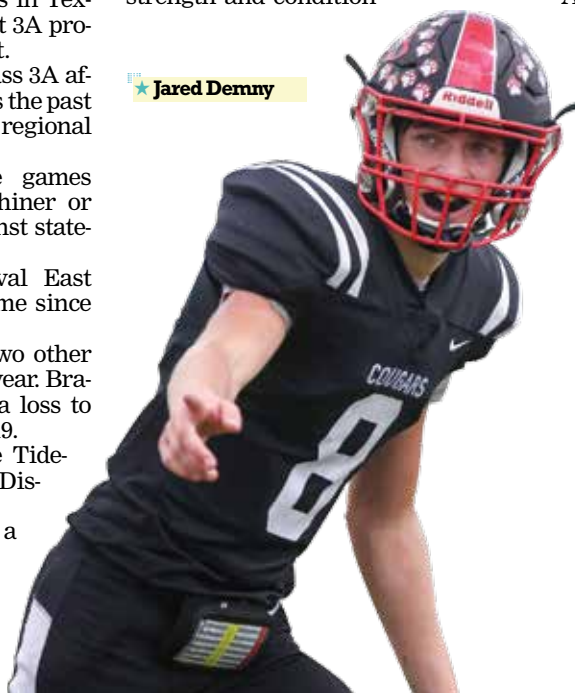 s in Tex-
t 3A pro-
t.
ss 3A af-
s the past
regional
e games
hiner or
nst state-
val East
me since
wo other
year. Bra-
a loss to
19.
e Tide-
Dis-
a
strength and condition
A
★ Jared Demny
Riddell
COUGARS
8